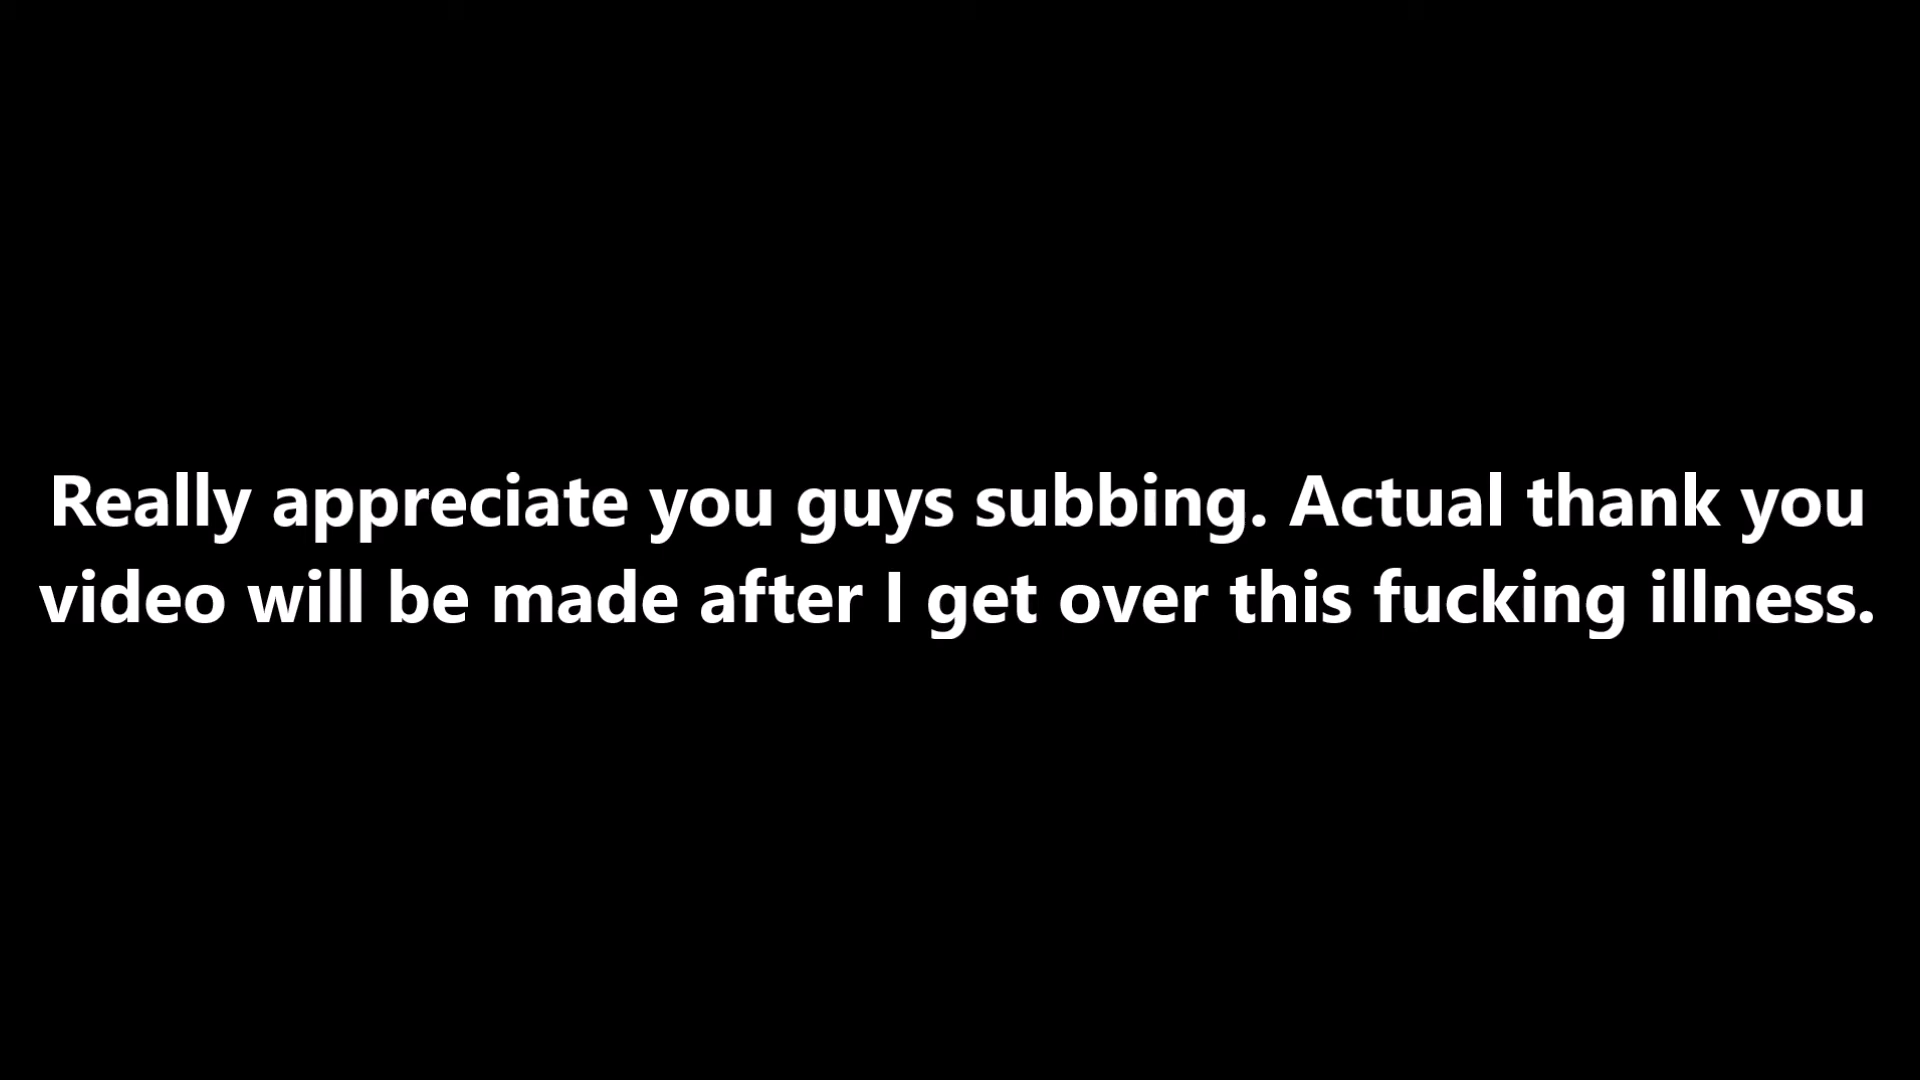 Really appreciate you guys subbing. Actual thank you
video will be made after I get over this fucking illness.